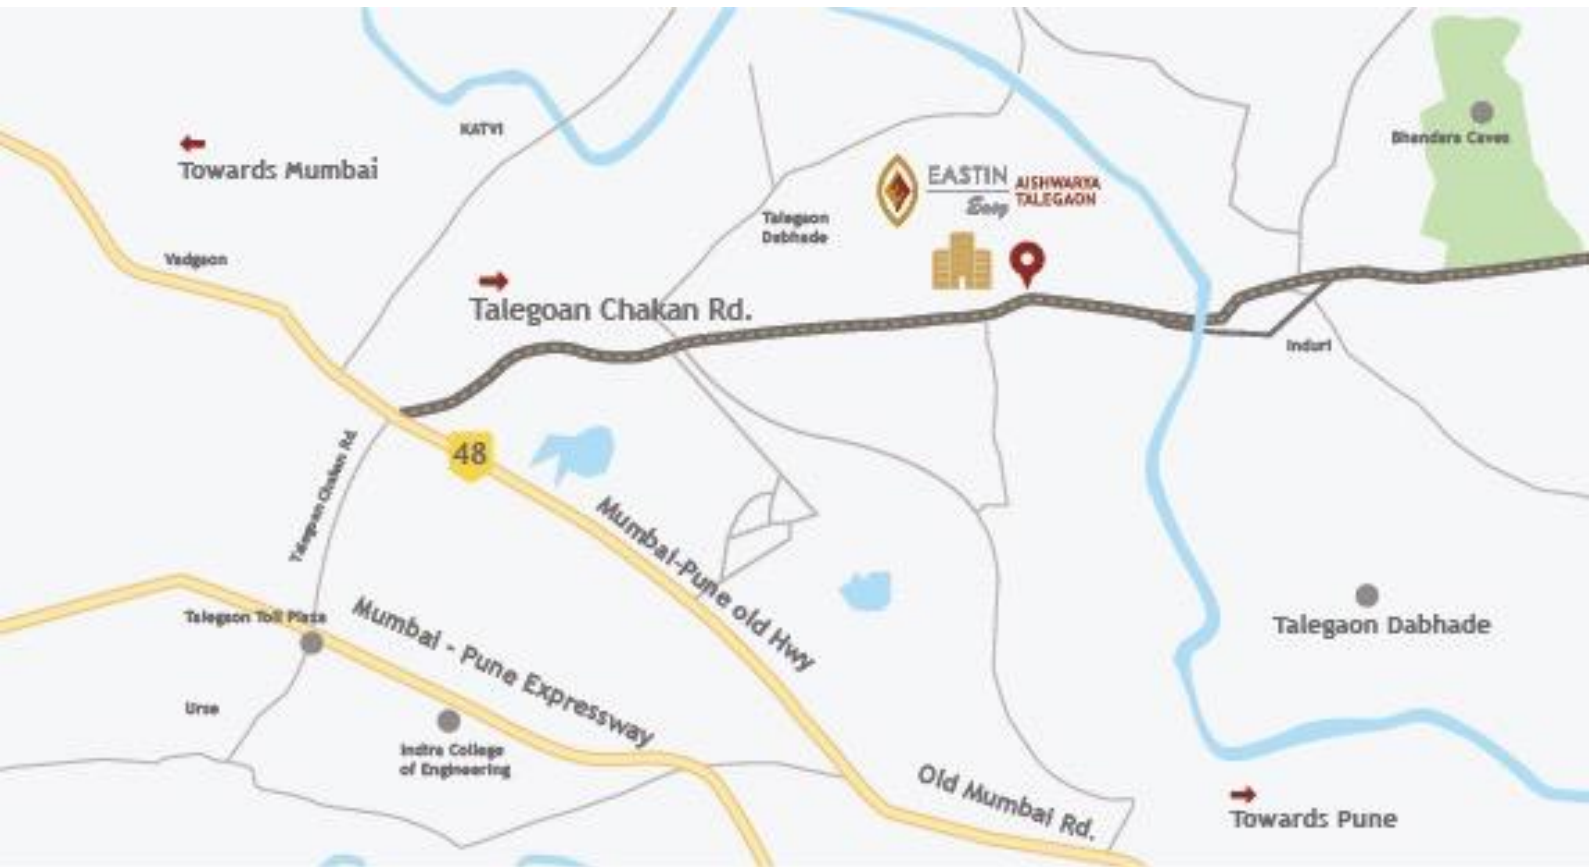 KATVI
Bhandara Caves
Towards Mumbai
EASTIN
Easy
AISHWARYA
TALEGAON
Talegaon
Dabhade
Vadgaon
Talegoan Chakan Rd.
Induri
48
Talegoan Chakan Rd.
Mumbai-Pune old Hwy
Talegaon Toll Plaza
Mumbai - Pune Expressway
Talegaon Dabhade
Urse
Indira College
of Engineering
Old Mumbai Rd.
Towards Pune